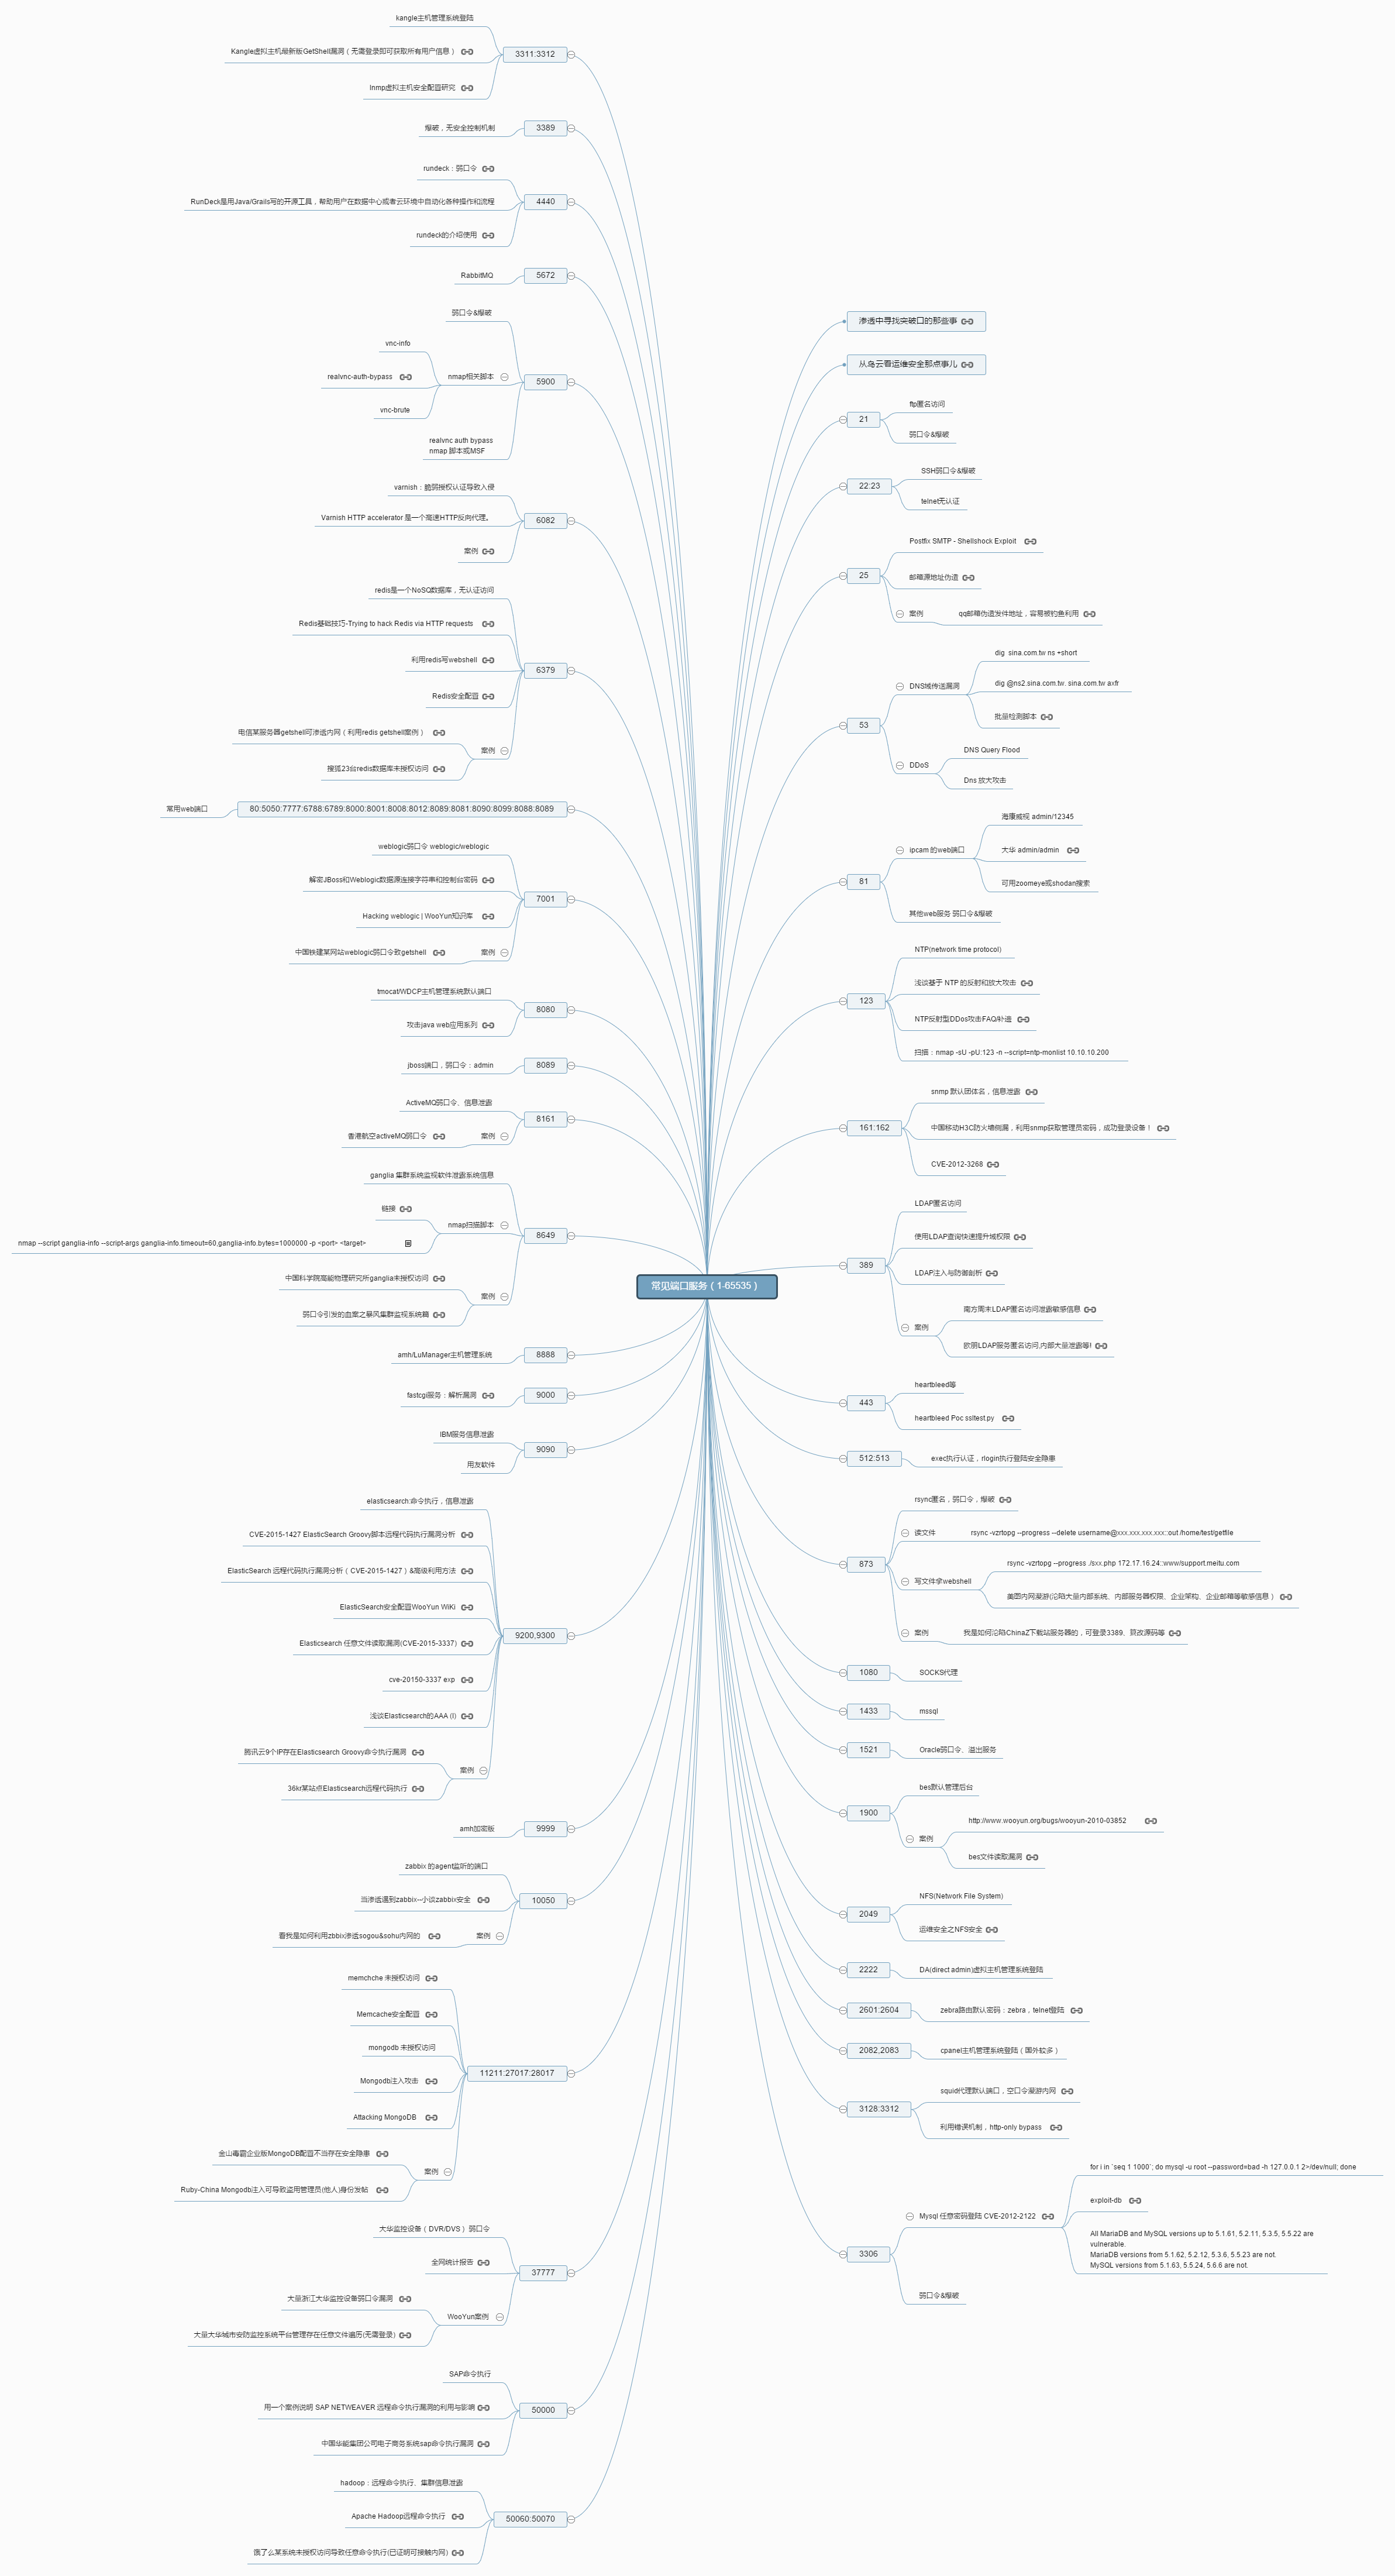 常见端口服务（1-65535）
渗透中寻找突破口的那些事
从乌云看运维安全那点事儿
21
ftp匿名访问
弱口令&爆破
22:23
SSH弱口令&爆破
telnet无认证
25
Postfix SMTP - Shellshock Exploit
邮箱源地址伪造
案例
qq邮箱伪造发件地址，容易被钓鱼利用
53
DNS域传送漏洞
dig  sina.com.tw ns +short
dig @ns2.sina.com.tw. sina.com.tw axfr
批量检测脚本
DDoS
DNS Query Flood
Dns 放大攻击
81
ipcam 的web端口
海康威视 admin/12345
大华 admin/admin
可用zoomeye或shodan搜索
其他web服务 弱口令&爆破
123
NTP(network time protocol)
浅谈基于 NTP 的反射和放大攻击
NTP反射型DDos攻击FAQ/补遗
扫描：nmap -sU -pU:123 -n --script=ntp-monlist 10.10.10.200
161:162
snmp 默认团体名，信息泄露
中国移动H3C防火墙侧漏，利用snmp获取管理员密码，成功登录设备！
CVE-2012-3268
389
LDAP匿名访问
使用LDAP查询快速提升域权限
LDAP注入与防御剖析
案例
南方周末LDAP匿名访问泄露敏感信息
欧朋LDAP服务匿名访问,内部大量泄露等!
443
heartbleed等
heartbleed Poc ssltest.py
512:513
exec执行认证，rlogin执行登陆安全隐患
873
rsync匿名，弱口令，爆破
读文件
rsync -vzrtopg --progress --delete username@xxx.xxx.xxx.xxx::out /home/test/getfile
写文件拿webshell
rsync -vzrtopg --progress ./sxx.php 172.17.16.24::www/support.meitu.com
美图内网漫游(沦陷大量内部系统、内部服务器权限、企业架构、企业邮箱等敏感信息）
案例
我是如何沦陷ChinaZ下载站服务器的，可登录3389、篡改源码等
1080
SOCKS代理
1433
mssql
1521
Oracle弱口令、溢出服务
1900
bes默认管理后台
案例
http://www.wooyun.org/bugs/wooyun-2010-03852
bes文件读取漏洞
2049
NFS(Network File System)
运维安全之NFS安全
2222
DA(direct admin)虚拟主机管理系统登陆
2601:2604
zebra路由默认密码：zebra，telnet登陆
2082,2083
cpanel主机管理系统登陆（国外较多）
3128:3312
squid代理默认端口，空口令漫游内网
利用错误机制，http-only bypass
3306
Mysql 任意密码登陆 CVE-2012-2122
for i in `seq 1 1000`; do mysql -u root --password=bad -h 127.0.0.1 2>/dev/null; done
exploit-db
All MariaDB and MySQL versions up to 5.1.61, 5.2.11, 5.3.5, 5.5.22 are
vulnerable.
MariaDB versions from 5.1.62, 5.2.12, 5.3.6, 5.5.23 are not.
MySQL versions from 5.1.63, 5.5.24, 5.6.6 are not.
弱口令&爆破
3311:3312
kangle主机管理系统登陆
Kangle虚拟主机最新版GetShell漏洞（无需登录即可获取所有用户信息）
lnmp虚拟主机安全配置研究
3389
爆破，无安全控制机制
4440
rundeck：弱口令
RunDeck是用Java/Grails写的开源工具，帮助用户在数据中心或者云环境中自动化各种操作和流程
rundeck的介绍使用
5672
RabbitMQ
5900
弱口令&爆破
nmap相关脚本
vnc-info
realvnc-auth-bypass
vnc-brute
realvnc auth bypass
nmap 脚本或MSF
6082
varnish：脆弱授权认证导致入侵
Varnish HTTP accelerator 是一个高速HTTP反向代理。
案例
6379
redis是一个NoSQ数据库，无认证访问
Redis基础技巧-Trying to hack Redis via HTTP requests
利用redis写webshell
Redis安全配置
案例
电信某服务器getshell可渗透内网（利用redis getshell案例）
搜狐23台redis数据库未授权访问
80:5050:7777:6788:6789:8000:8001:8008:8012:8089:8081:8090:8099:8088:8089
常用web端口
7001
weblogic弱口令 weblogic/weblogic
解密JBoss和Weblogic数据源连接字符串和控制台密码
Hacking weblogic | WooYun知识库
案例
中国铁建某网站weblogic弱口令致getshell
8080
tmocat/WDCP主机管理系统默认端口
攻击java web应用系列
8089
jboss端口，弱口令：admin
8161
ActiveMQ弱口令、信息泄露
案例
香港航空activeMQ弱口令
8649
ganglia 集群系统监视软件泄露系统信息
nmap扫描脚本
链接
nmap --script ganglia-info --script-args ganglia-info.timeout=60,ganglia-info.bytes=1000000 -p <port> <target>
案例
中国科学院高能物理研究所ganglia未授权访问
弱口令引发的血案之暴风集群监视系统篇
8888
amh/LuManager主机管理系统
9000
fastcgi服务：解析漏洞
9090
IBM服务信息泄露
用友软件
9200,9300
elasticsearch:命令执行，信息泄露
CVE-2015-1427 ElasticSearch Groovy脚本远程代码执行漏洞分析
ElasticSearch 远程代码执行漏洞分析（CVE-2015-1427）&高级利用方法
ElasticSearch安全配置WooYun WiKi
Elasticsearch 任意文件读取漏洞(CVE-2015-3337)
cve-20150-3337 exp
浅谈Elasticsearch的AAA (I)
案例
腾讯云9个IP存在Elasticsearch Groovy命令执行漏洞
36kr某站点Elasticsearch远程代码执行
9999
amh加密版
10050
zabbix 的agent监听的端口
当渗透遇到zabbix--小谈zabbix安全
案例
看我是如何利用zbbix渗透sogou&sohu内网的
11211:27017:28017
memchche 未授权访问
Memcache安全配置
mongodb 未授权访问
Mongodb注入攻击
Attacking MongoDB
案例
金山毒霸企业版MongoDB配置不当存在安全隐患
Ruby-China Mongodb注入可导致盗用管理员(他人)身份发帖
37777
大华监控设备（DVR/DVS） 弱口令
全网统计报告
WooYun案例
大量浙江大华监控设备弱口令漏洞
大量大华城市安防监控系统平台管理存在任意文件遍历(无需登录)
50000
SAP命令执行
用一个案例说明 SAP NETWEAVER 远程命令执行漏洞的利用与影响
中国华能集团公司电子商务系统sap命令执行漏洞
50060:50070
hadoop：远程命令执行、集群信息泄露
Apache Hadoop远程命令执行
饿了么某系统未授权访问导致任意命令执行(已证明可接触内网)